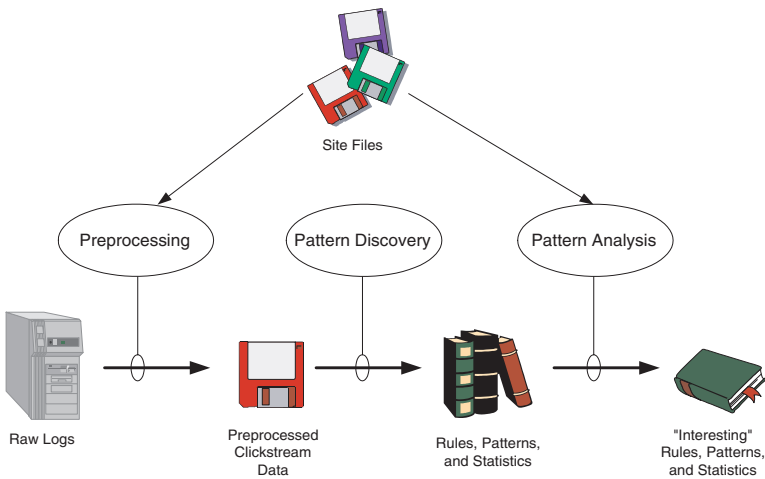 Site Files
Preprocessing
Pattern Discovery
Pattern Analysis
Raw Logs
Preprocessed
Clickstream
Data
Rules, Patterns,
and Statistics
"Interesting"
Rules, Patterns,
and Statistics